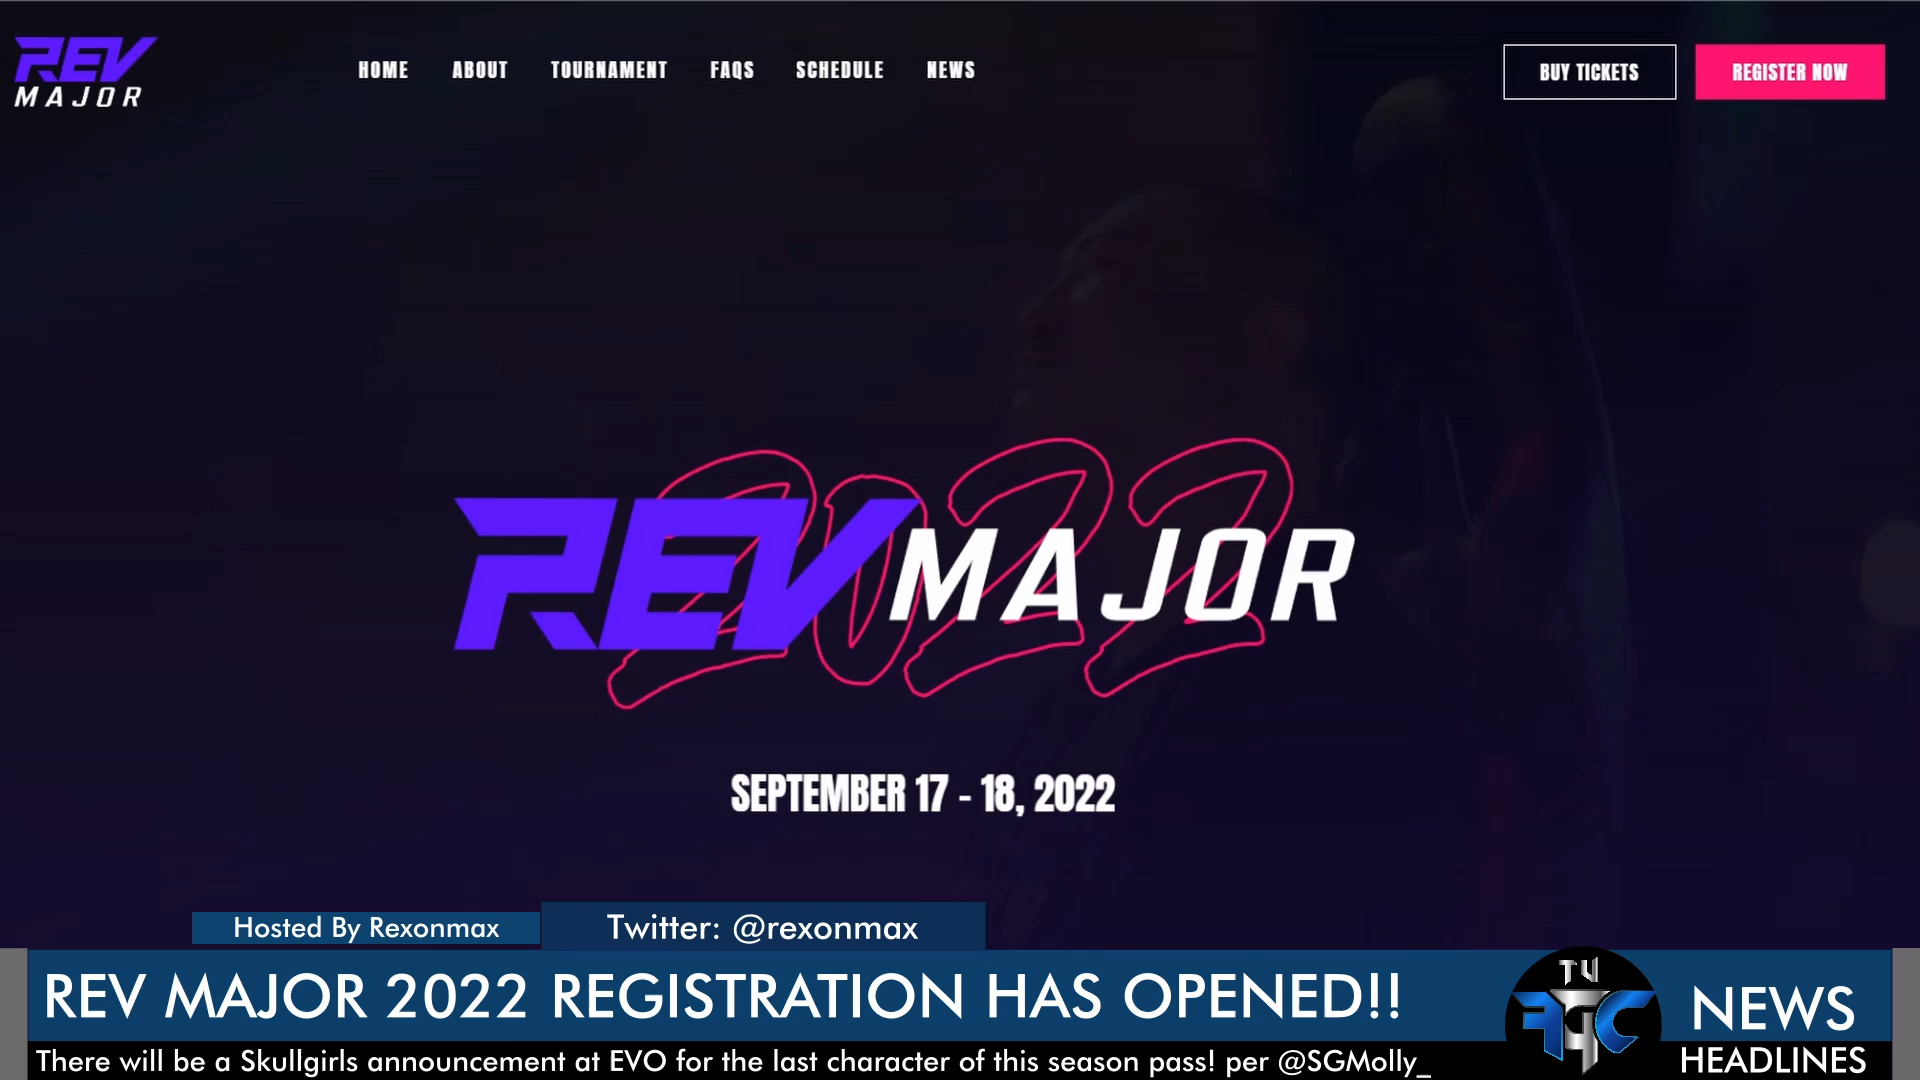 REV
MAJOR
HOME ABOUT TOURNAMENT FAQS SCHEDULE NEWS
BUY TICKETS
REGISTER NOW
2022
REV MAJOR
SEPTEMBER 17 - 18, 2022
Hosted By Rexonmax
Twitter: @rexonmax
REV MAJOR 2022 REGISTRATION HAS OPENED!!
TV
FGC
NEWS
HEADLINES
There will be a Skullgirls announcement at EVO for the last character of this season pass! per @SGMolly_